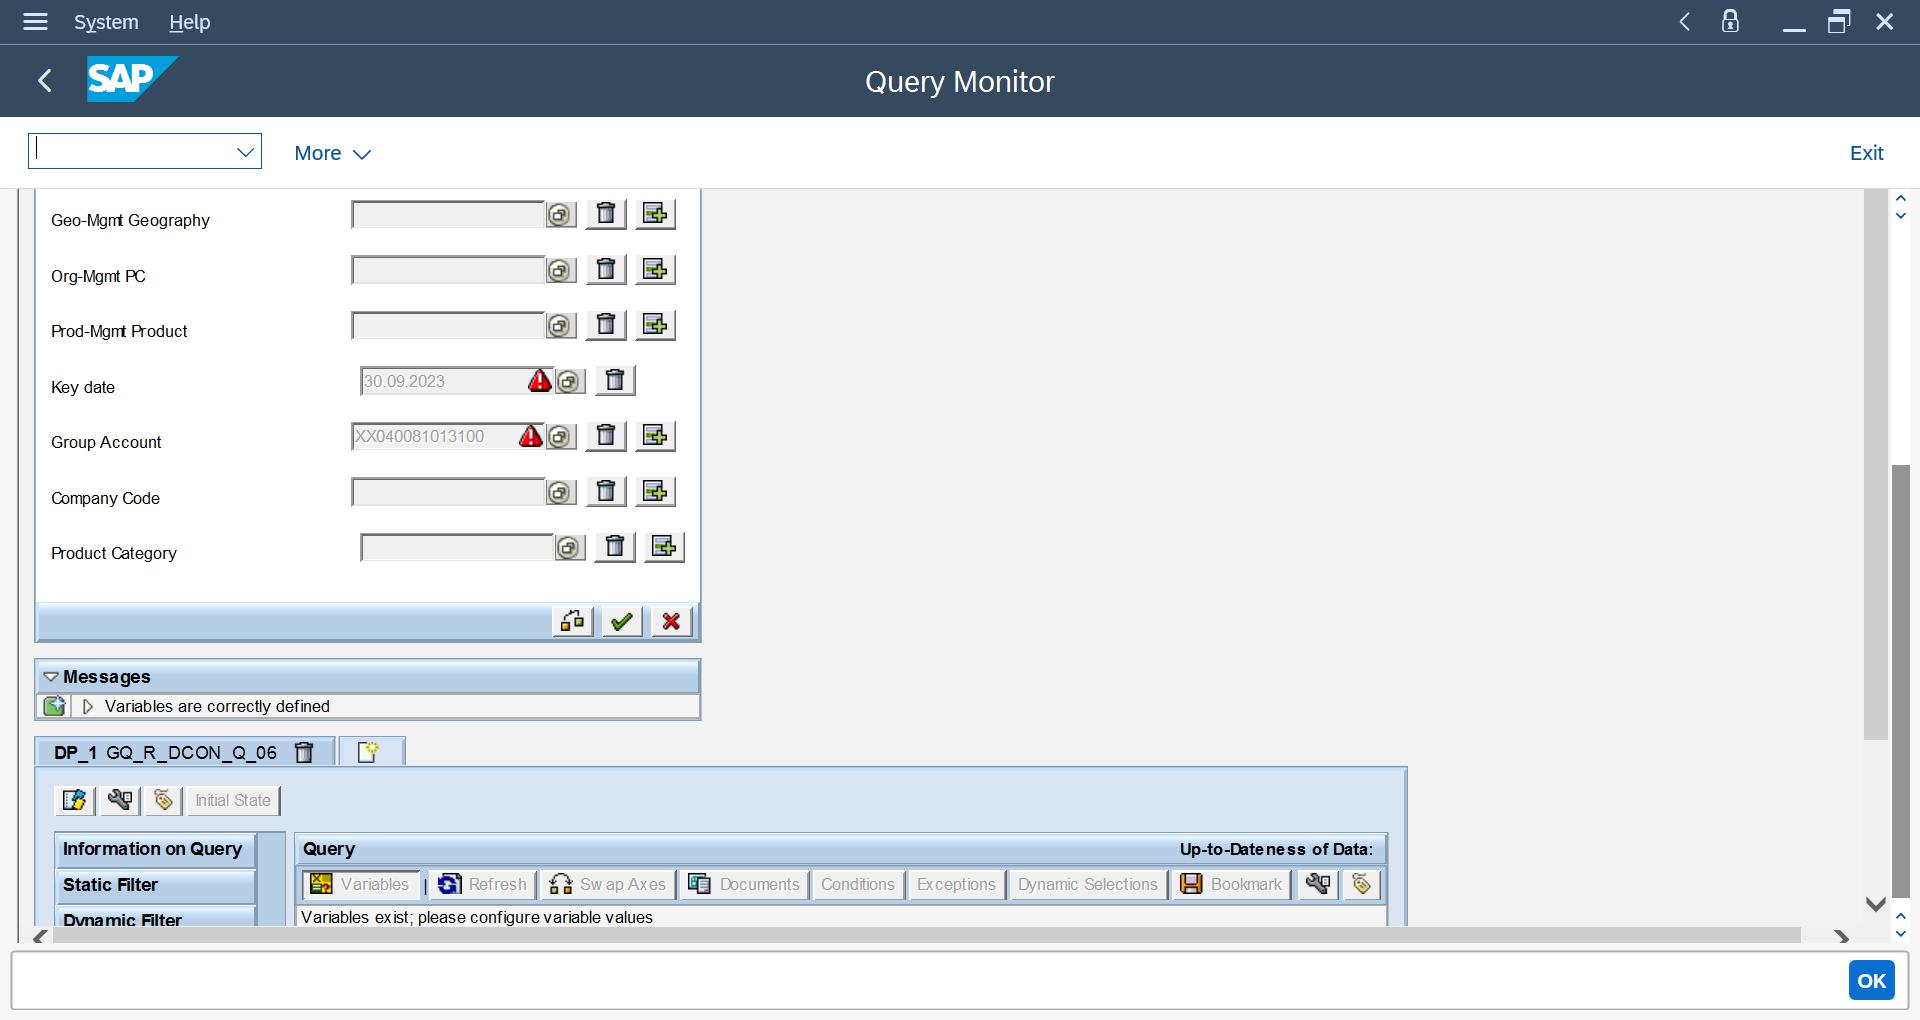 System Help
SAP
Query Monitor
More
Exit
Geo-Mgmt Geography
Org-Mgmt PC
Prod-Mgmt Product
Key date 30.09.2023
Group Account XX040081013100
Company Code
Product Category
Messages
Variables are correctly defined
DP_1 GQ_R_DCON_Q_06
Initial State
Information on Query
Query Up-to-Dateness of Data:
Static Filter
Variables Refresh Swap Axes Documents Conditions Exceptions Dynamic Selections Bookmark
Dynamic Filter
Variables exist; please configure variable values
OK